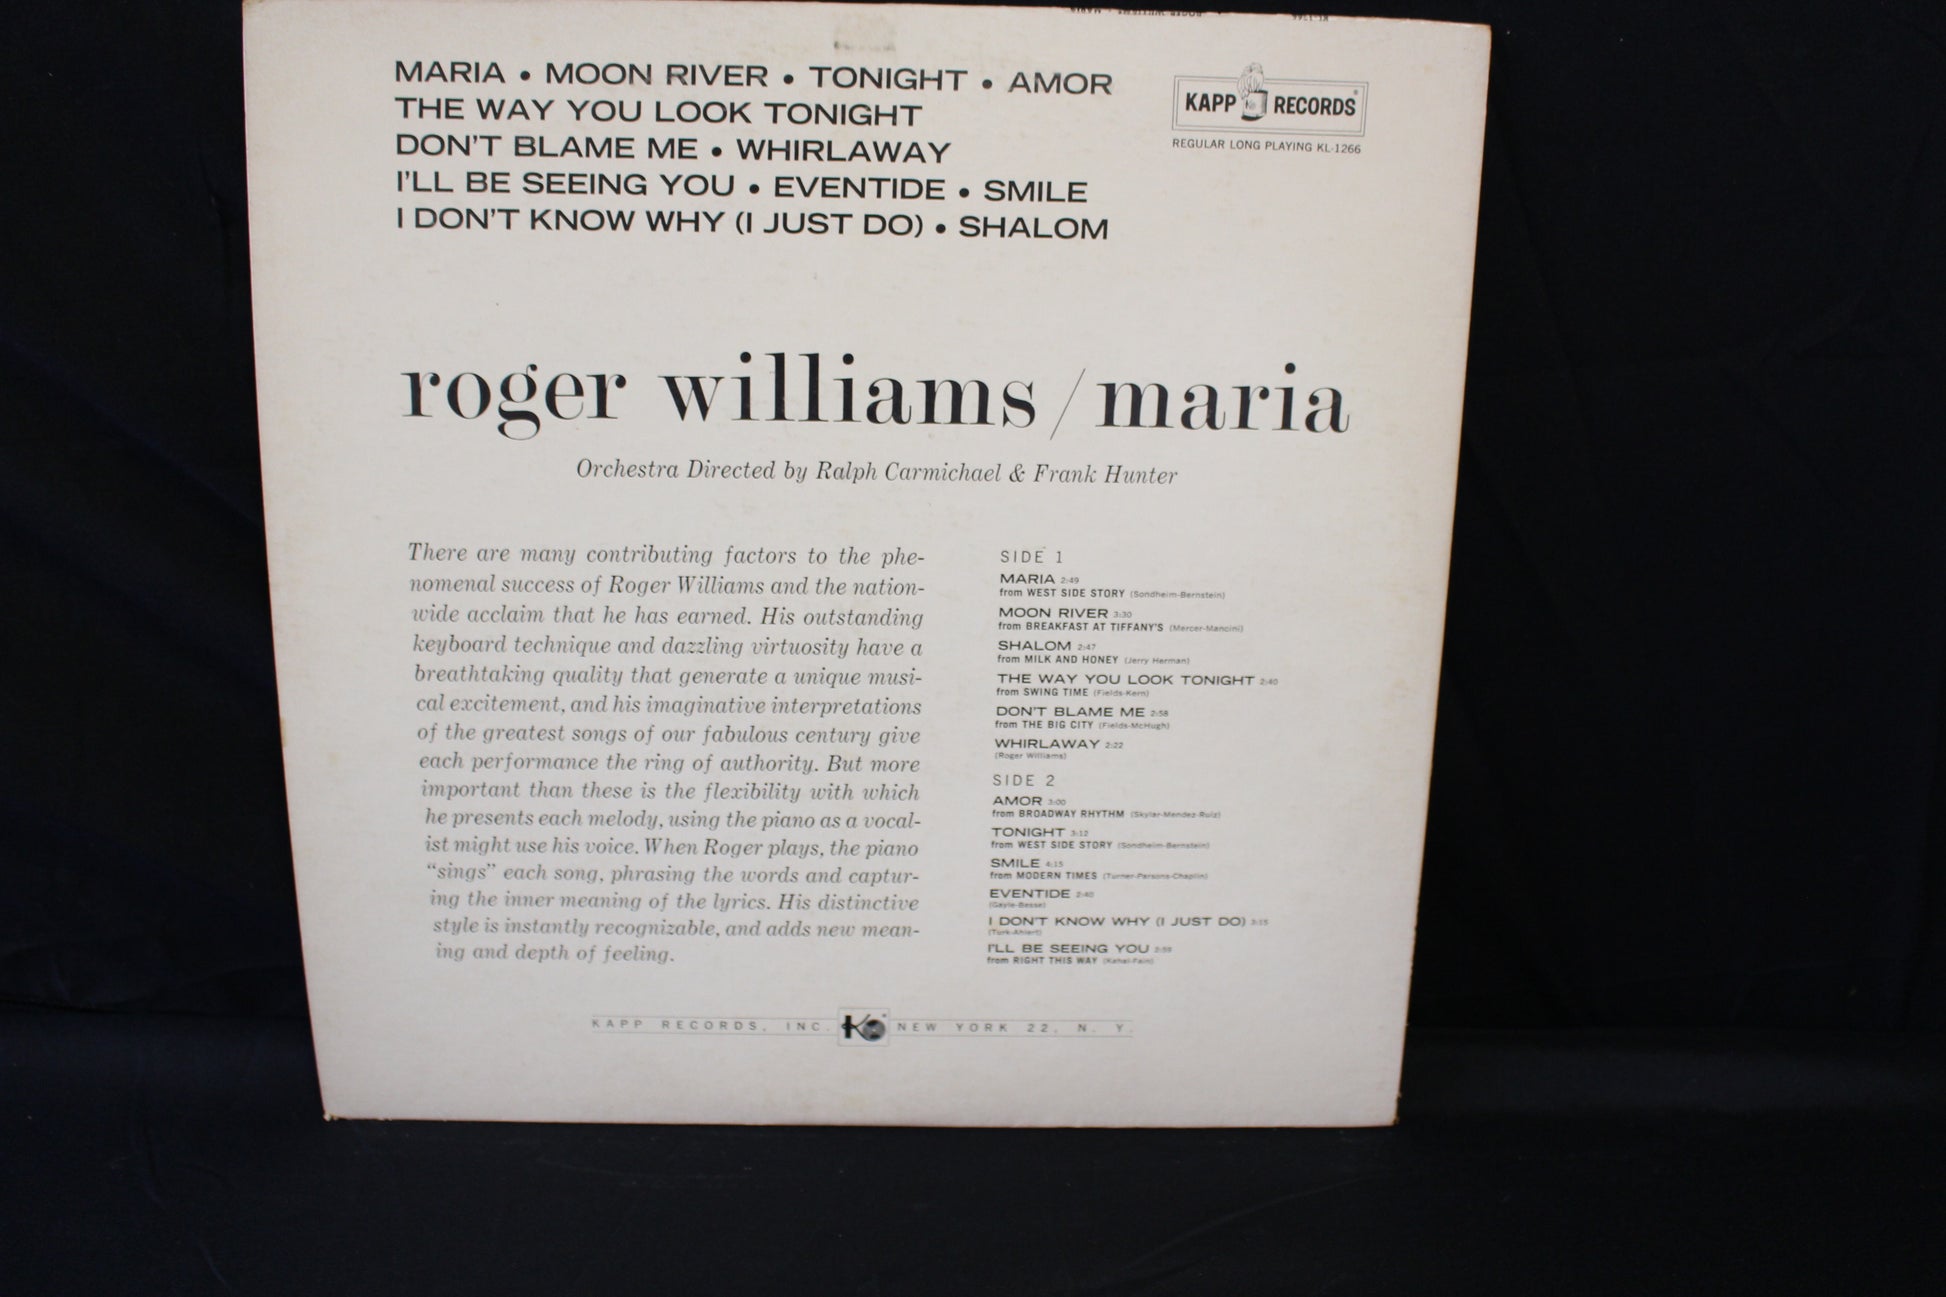 MARIA • MOON RIVER • TONIGHT • AMOR
THE WAY YOU LOOK TONIGHT
DON'T BLAME ME • WHIRLAWAY
I'LL BE SEEING YOU • EVENTIDE • SMILE
I DON'T KNOW WHY (I JUST DO) • SHALOM
KAPP RECORDS
REGULAR LONG PLAYING KL-1266
roger williams/maria
Orchestra Directed by Ralph Carmichael & Frank Hunter
There are many contributing factors to the phe-
nomenal success of Roger Williams and the nation-
wide acclaim that he has earned. His outstanding
keyboard technique and dazzling virtuosity have a
breathtaking quality that generate a unique musi-
cal excitement, and his imaginative interpretations
of the greatest songs of our fabulous century give
each performance the ring of authority. But more
important than these is the flexibility with which
he presents each melody, using the piano as a vocal-
ist might use his voice. When Roger plays, the piano
“sings” each song, phrasing the words and captur-
ing the inner meaning of the lyrics. His distinctive
style is instantly recognizable, and adds new mean-
ing and depth of feeling.
SIDE 1
MARIA 2:49
from WEST SIDE STORY (Sondheim-Bernstein)
MOON RIVER 3:30
from BREAKFAST AT TIFFANY'S (Mercer-Mancini)
SHALOM 2:47
from MILK AND HONEY (Jerry Herman)
THE WAY YOU LOOK TONIGHT 2:40
from SWING TIME (Fields-Kern)
DON'T BLAME ME 2:58
from THE BIG CITY (Fields-McHugh)
WHIRLAWAY 2:22
(Roger Williams)
SIDE 2
AMOR 3:00
from BROADWAY RHYTHM (Skylar-Mendez-Ruiz)
TONIGHT 3:12
from WEST SIDE STORY (Sondheim-Bernstein)
SMILE 4:15
from MODERN TIMES (Turner-Parsons-Chaplin)
EVENTIDE 2:40
(Gayle-Besse)
I DON'T KNOW WHY (I JUST DO) 3:15
(Turk-Ahlert)
I'LL BE SEEING YOU 2:59
from RIGHT THIS WAY (Kahal-Fain)
KAPP RECORDS, INC. K NEW YORK 22, N. Y.